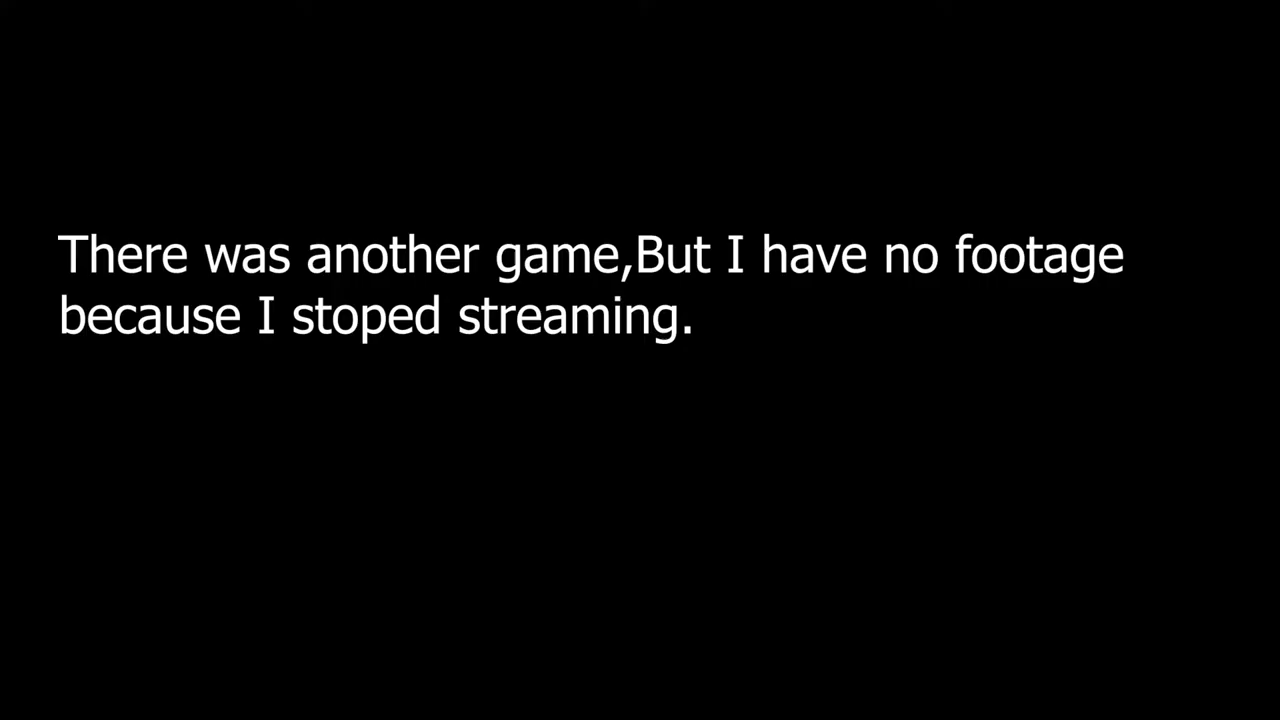 There was another game,But I have no footage
because I stoped streaming.